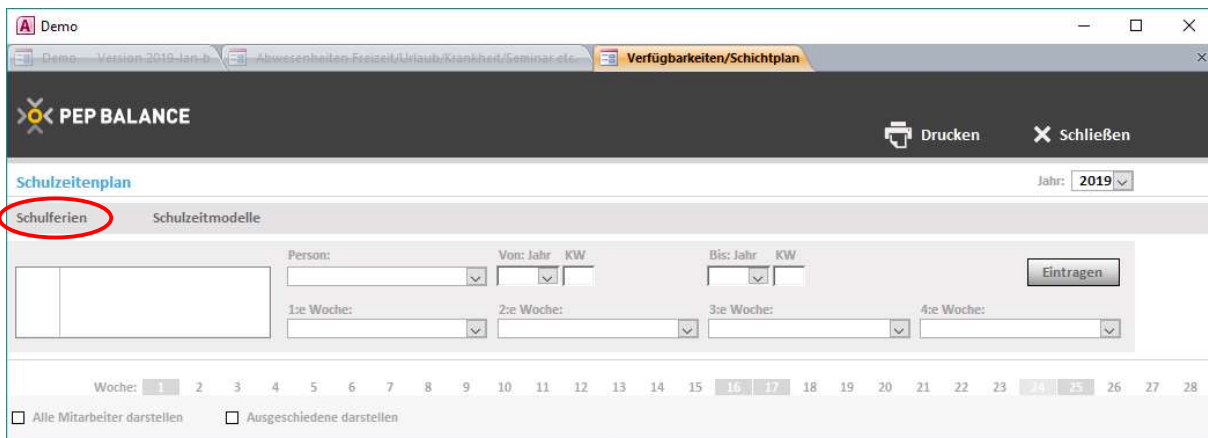 Demo
Demo Version 2019-Jan-b Abwesenheiten Freizeit/Urlaub/Krankheit/Seminar etc. Verfügbarkeiten/Schichtplan
PEP BALANCE
Drucken Schließen
Schulzeitenplan Jahr: 2019
Schulferien Schulzeitmodelle
Person: Von: Jahr KW Bis: Jahr KW
Eintragen
1:e Woche: 2:e Woche: 3:e Woche: 4:e Woche:
Woche: 1 2 3 4 5 6 7 8 9 10 11 12 13 14 15 16 17 18 19 20 21 22 23 24 25 26 27 28
Alle Mitarbeiter darstellen Ausgeschiedene darstellen